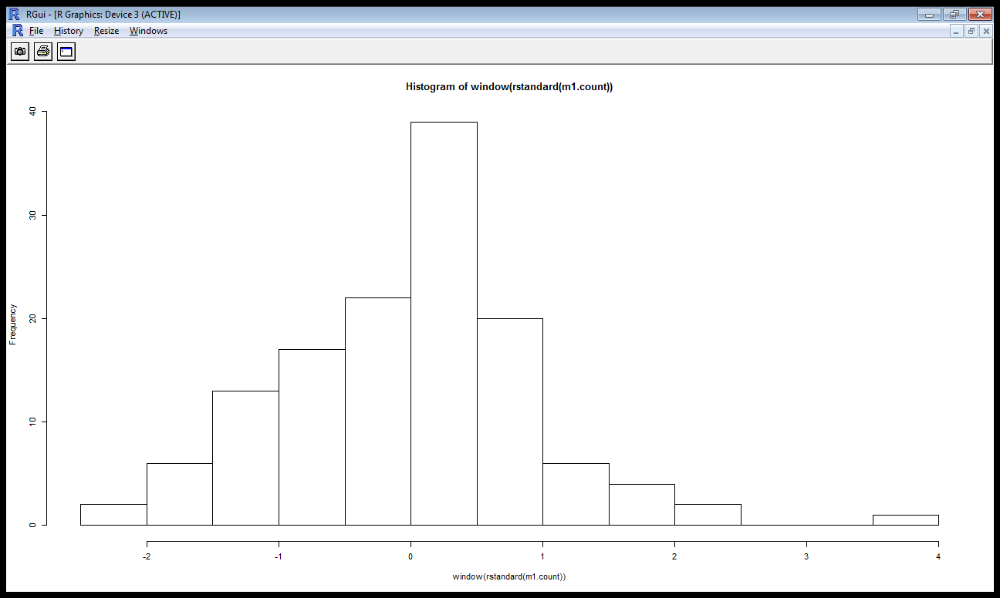 RGui - [R Graphics: Device 3 (ACTIVE)]
File History Resize Windows
Histogram of window(rstandard(m1.count))
40
30
20
10
0
Frequency
-2 -1 0 1 2 3 4
window(rstandard(m1.count))